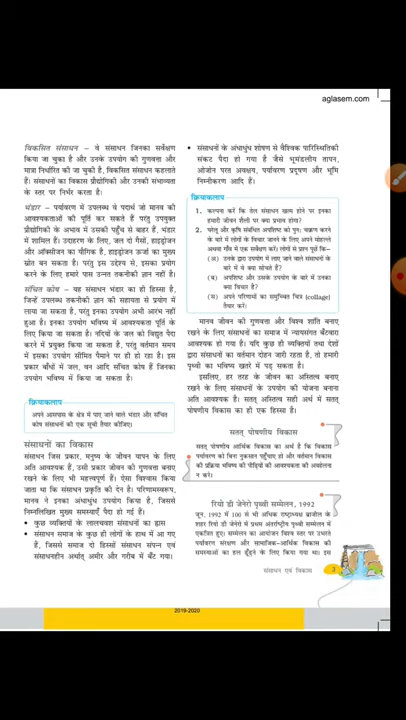 aglasem.com
विकसित संसाधन – वे संसाधन जिनका सर्वेक्षण
किया जा चुका है और उनके उपयोग की गुणवत्ता और
मात्रा निर्धारित की जा चुकी है, विकसित संसाधन कहलाते
हैं। संसाधनों का विकास प्रौद्योगिकी और उनकी संभाव्यता
के स्तर पर निर्भर करता है।
भंडार – पर्यावरण में उपलब्ध वे पदार्थ जो मानव की
आवश्यकताओं की पूर्ति कर सकते हैं परंतु उपयुक्त
प्रौद्योगिकी के अभाव में उसकी पहुँच से बाहर हैं, भंडार
में शामिल हैं। उदाहरण के लिए, जल दो गैसों, हाइड्रोजन
और ऑक्सीजन का यौगिक है, हाइड्रोजन ऊर्जा का मुख्य
स्रोत बन सकता है। परंतु इस उद्देश्य से, इसका प्रयोग
करने के लिए हमारे पास उन्नत तकनीकी ज्ञान नहीं है।
संचित कोष – यह संसाधन भंडार का ही हिस्सा है,
जिन्हें उपलब्ध तकनीकी ज्ञान की सहायता से प्रयोग में
लाया जा सकता है, परंतु इनका उपयोग अभी आरंभ नहीं
हुआ है। इनका उपयोग भविष्य में आवश्यकता पूर्ति के
लिए किया जा सकता है। नदियों के जल को विद्युत पैदा
करने में प्रयुक्त किया जा सकता है, परंतु वर्तमान समय
में इसका उपयोग सीमित पैमाने पर ही हो रहा है। इस
प्रकार बाँधों में जल, वन आदि संचित कोष हैं जिनका
उपयोग भविष्य में किया जा सकता है।
क्रियाकलाप
अपने आसपास के क्षेत्र में पाए जाने वाले भंडार और संचित
कोष संसाधनों की एक सूची तैयार कीजिए।
संसाधनों का विकास
संसाधन जिस प्रकार, मनुष्य के जीवन यापन के लिए
अति आवश्यक हैं, उसी प्रकार जीवन की गुणवत्ता बनाए
रखने के लिए भी महत्त्वपूर्ण हैं। ऐसा विश्वास किया
जाता था कि संसाधन प्रकृति की देन है। परिणामस्वरूप,
मानव ने इनका अंधाधुंध उपयोग किया है, जिससे
निम्नलिखित मुख्य समस्याएँ पैदा हो गई हैं।
• कुछ व्यक्तियों के लालचवश संसाधनों का ह्रास
• संसाधन समाज के कुछ ही लोगों के हाथ में आ गए
हैं, जिससे समाज दो हिस्सों संसाधन संपन्न एवं
संसाधनहीन अर्थात् अमीर और गरीब में बँट गया।
• संसाधनों के अंधाधुंध शोषण से वैश्विक पारिस्थितिकी
संकट पैदा हो गया है जैसे भूमंडलीय तापन,
ओजोन परत अवक्षय, पर्यावरण प्रदूषण और भूमि
निम्नीकरण आदि हैं।
क्रियाकलाप
1. कल्पना करें कि तेल संसाधन खत्म होने पर इनका
हमारी जीवन शैली पर क्या प्रभाव होगा?
2. घरेलू और कृषि संबंधित अपशिष्ट को पुनः चक्रण करने
के बारे में लोगों के विचार जानने के लिए अपने मोहल्ले
अथवा गाँव में एक सर्वेक्षण करें। लोगों से प्रश्न पूछें कि–
(अ) उनके द्वारा उपयोग में लाए जाने वाले संसाधनों के
बारे में वे क्या सोचते हैं?
(ब) अपशिष्ट और उसके उपयोग के बारे में उनका
क्या विचार है?
(स) अपने परिणामों का समुच्चित चित्र (collage)
तैयार करें।
मानव जीवन की गुणवत्ता और विश्व शांति बनाए
रखने के लिए संसाधनों का समाज में न्यायसंगत बँटवारा
आवश्यक हो गया है। यदि कुछ ही व्यक्तियों तथा देशों
द्वारा संसाधनों का वर्तमान दोहन जारी रहता है, तो हमारी
पृथ्वी का भविष्य खतरे में पड़ सकता है।
इसलिए, हर तरह के जीवन का अस्तित्व बनाए
रखने के लिए संसाधनों के उपयोग की योजना बनाना
अति आवश्यक है। सतत् अस्तित्व सही अर्थ में सतत्
पोषणीय विकास का ही एक हिस्सा है।
सतत् पोषणीय विकास
सतत् पोषणीय आर्थिक विकास का अर्थ है कि विकास
पर्यावरण को बिना नुकसान पहुँचाए हो और वर्तमान विकास
की प्रक्रिया भविष्य की पीढ़ियों की आवश्यकता की अवहेलना
न करे।
रियो डी जेनेरो पृथ्वी सम्मेलन, 1992
जून, 1992 में 100 से भी अधिक राष्ट्राध्यक्ष ब्राजील के
शहर रियो डी जेनेरो में प्रथम अंतर्राष्ट्रीय पृथ्वी सम्मेलन में
एकत्रित हुए। सम्मेलन का आयोजन विश्व स्तर पर उभरते
पर्यावरण संरक्षण और सामाजिक-आर्थिक विकास की
समस्याओं का हल ढूँढ़ने के लिए किया गया था। इस
संसाधन एवं विकास 3
2019-2020